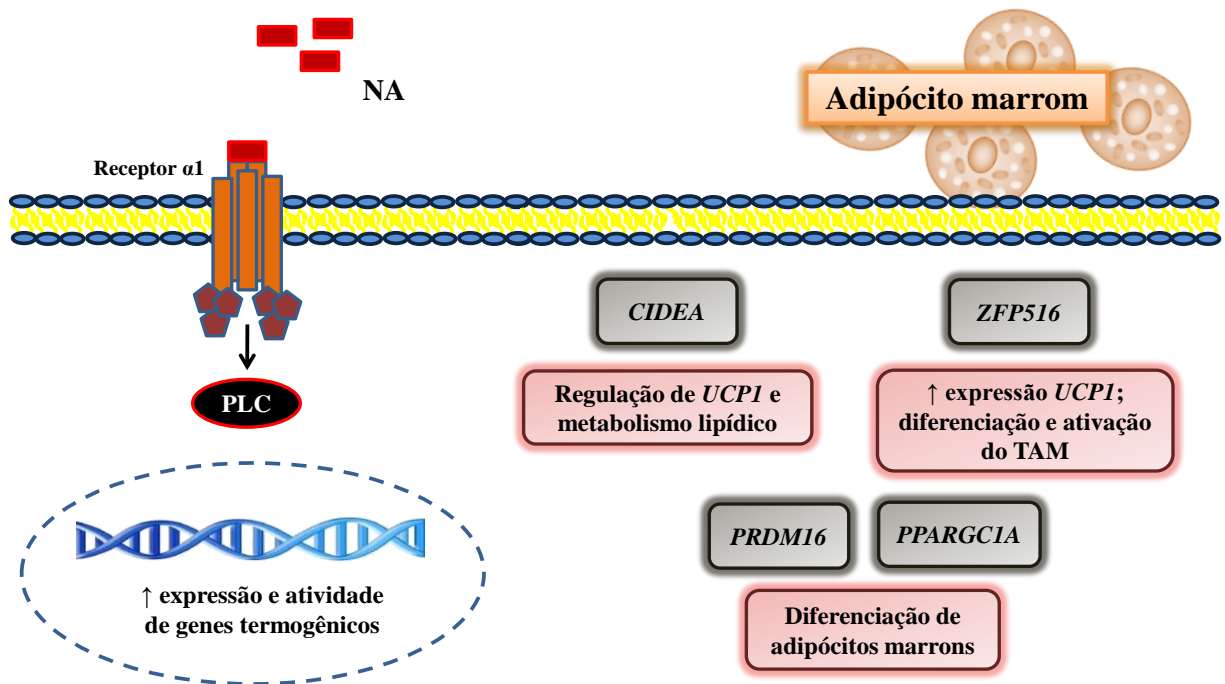 NA
Adipócito marrom
Receptor α1
CIDEA
ZFP516
Regulação de UCP1 e
metabolismo lipídico
↑ expressão UCP1;
diferenciação e ativação
do TAM
PLC
PRDM16
PPARGC1A
↑ expressão e atividade
de genes termogênicos
Diferenciação de
adipócitos marrons